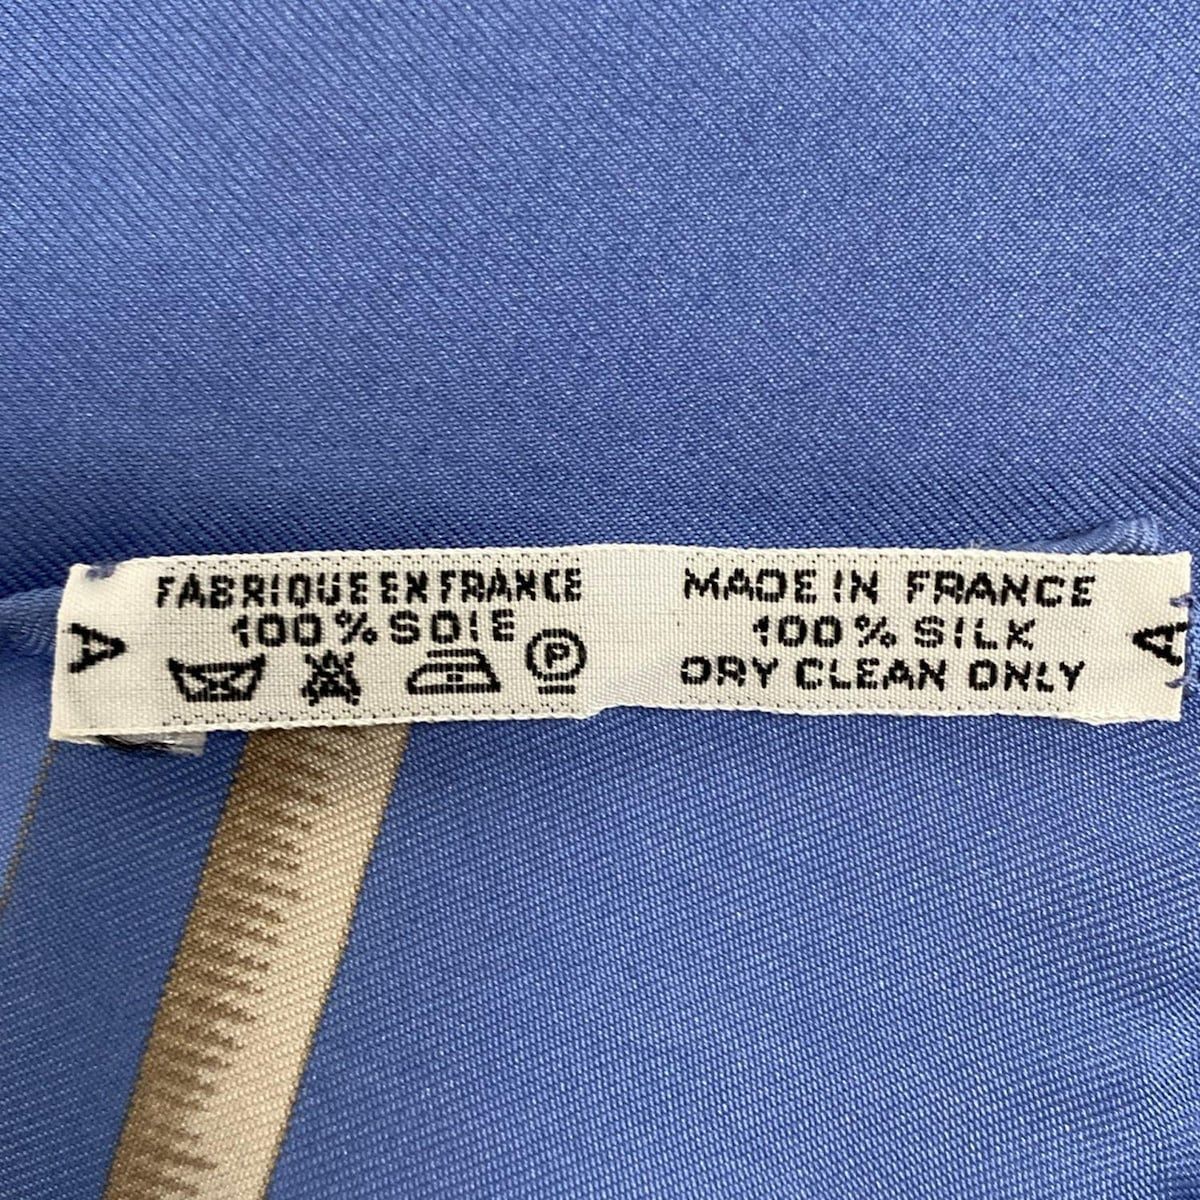 A
FABRIQUE EN FRANCE
100% SOIE
P
MADE IN FRANCE
100% SILK
DRY CLEAN ONLY
A